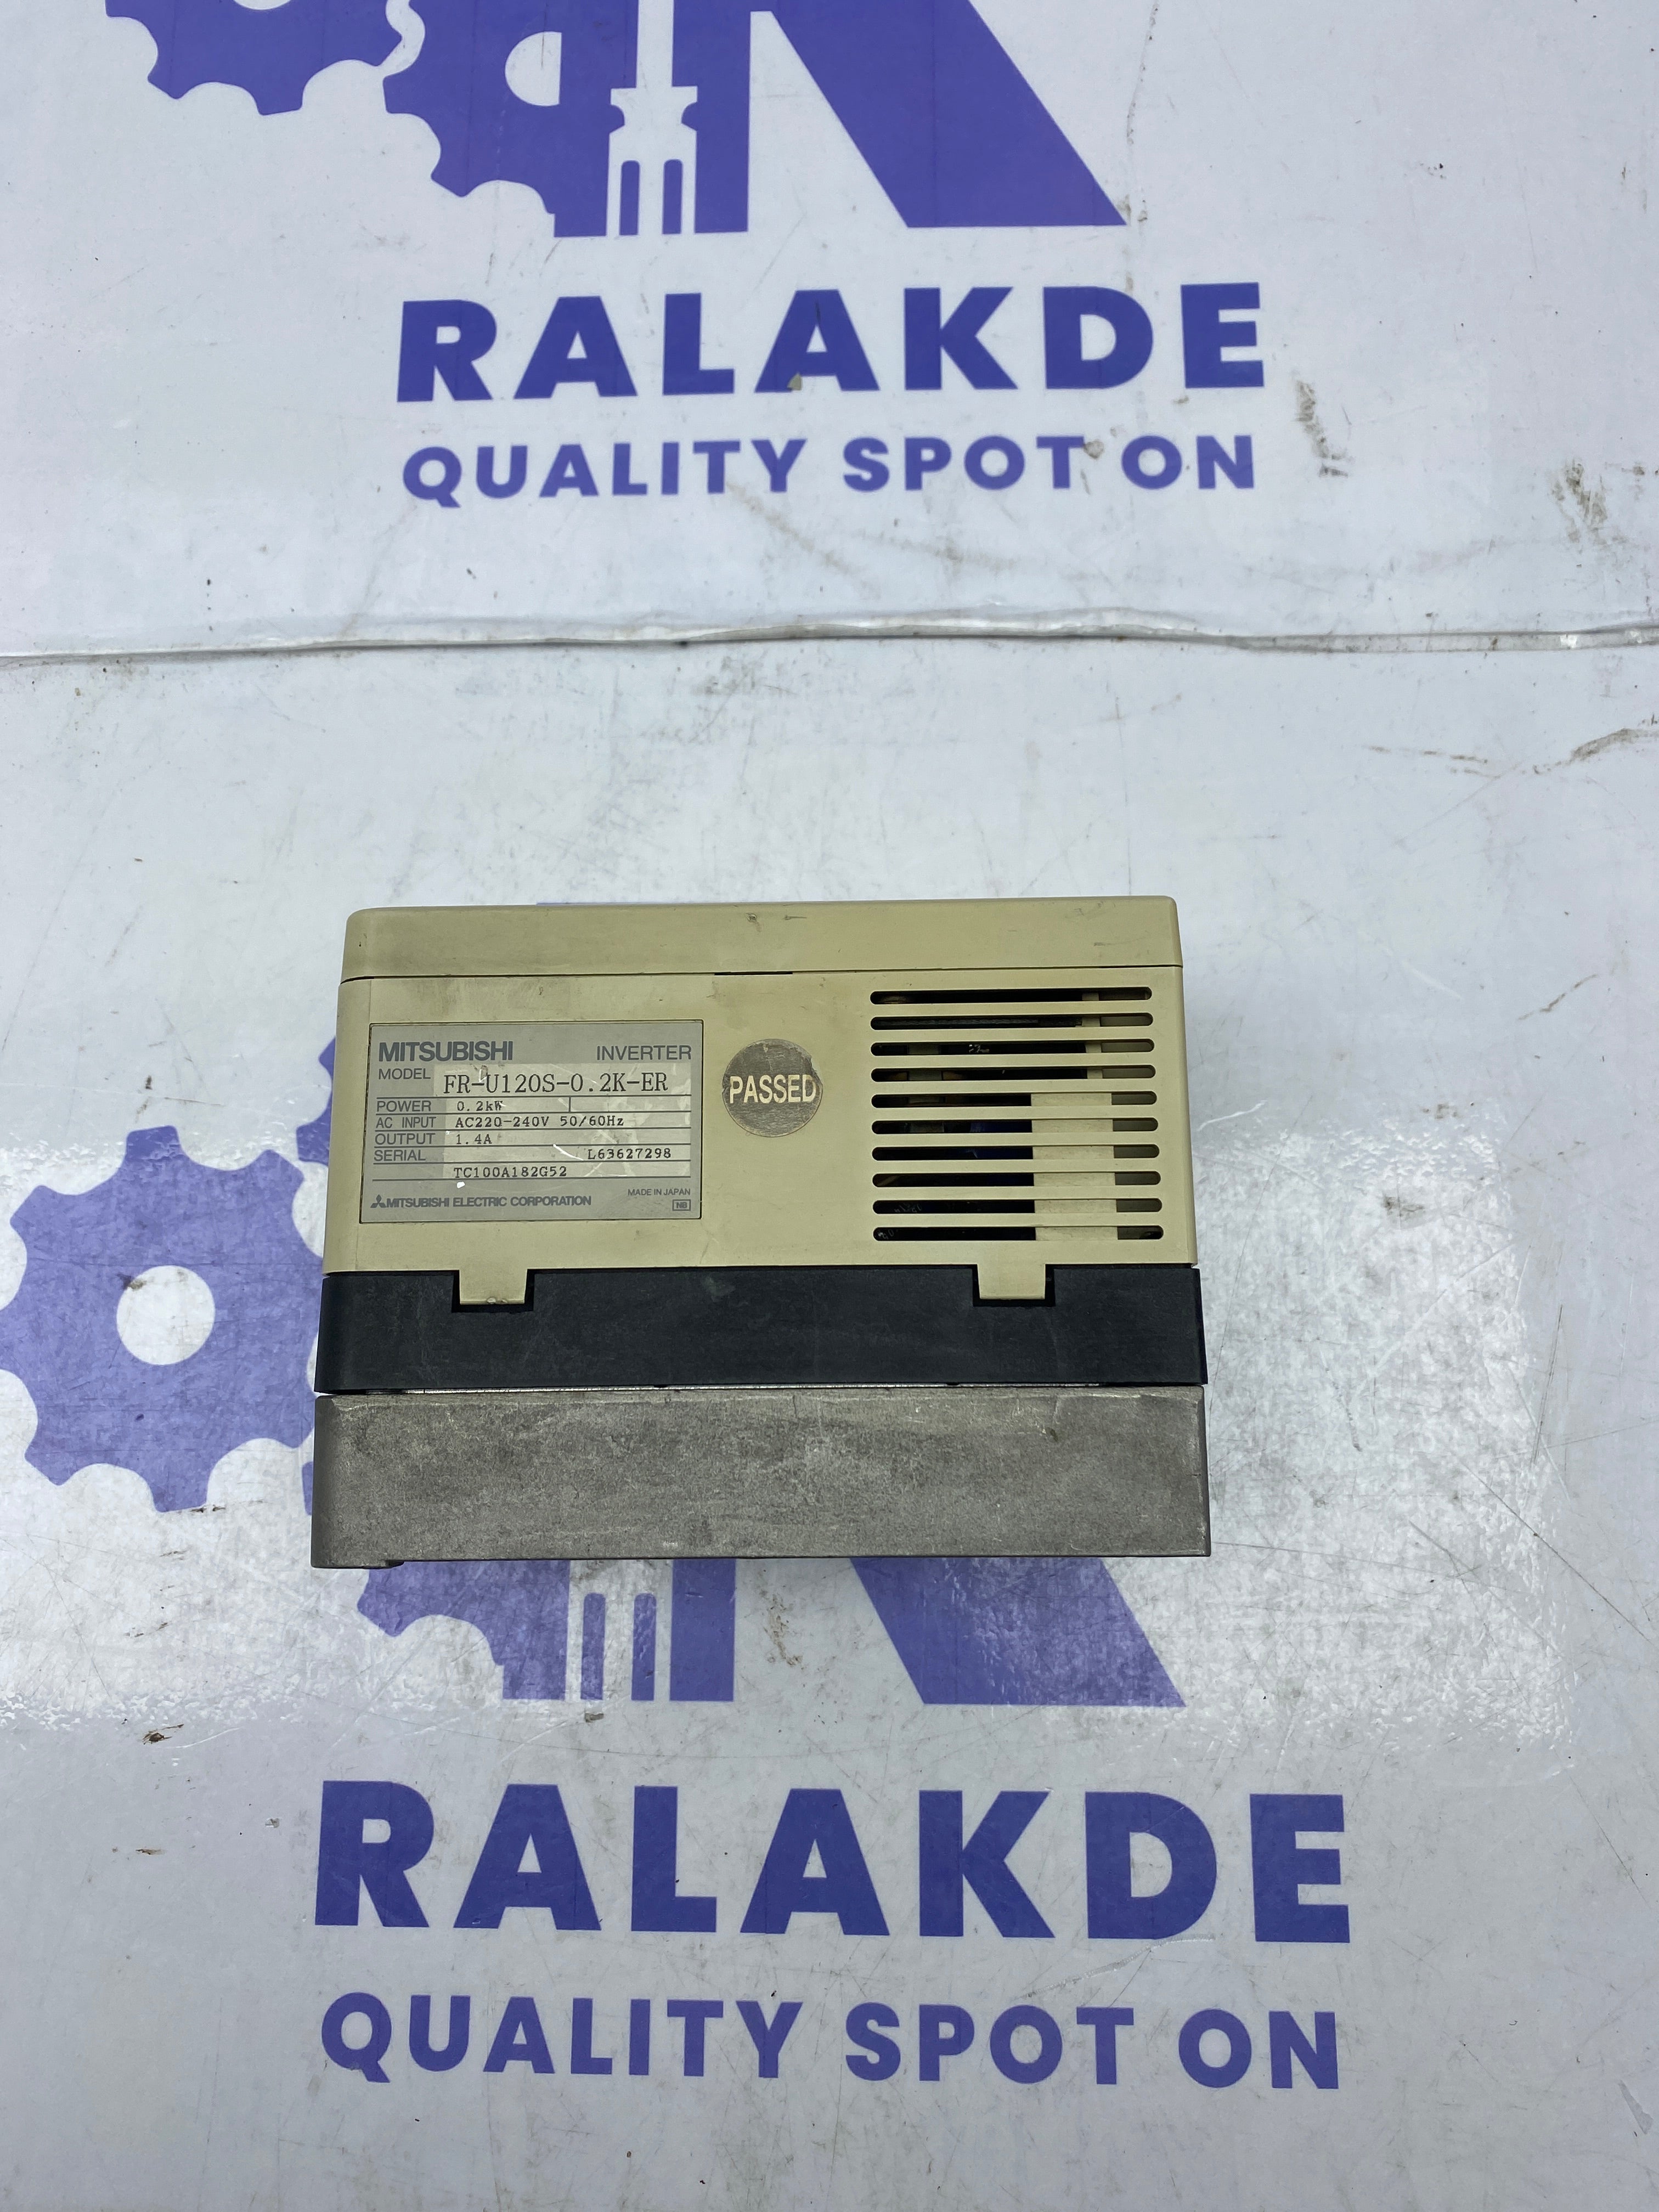 RALAKDE
QUALITY SPOT ON
MITSUBISHI INVERTER
MODEL FR-U120S-0.2K-ER
POWER 0.2kW
AC INPUT AC220-240V 50/60Hz
OUTPUT 1.4A
SERIAL L63627298
TC100A182G52
MITSUBISHI ELECTRIC CORPORATION MADE IN JAPAN
NB
PASSED
RALAKDE
QUALITY SPOT ON